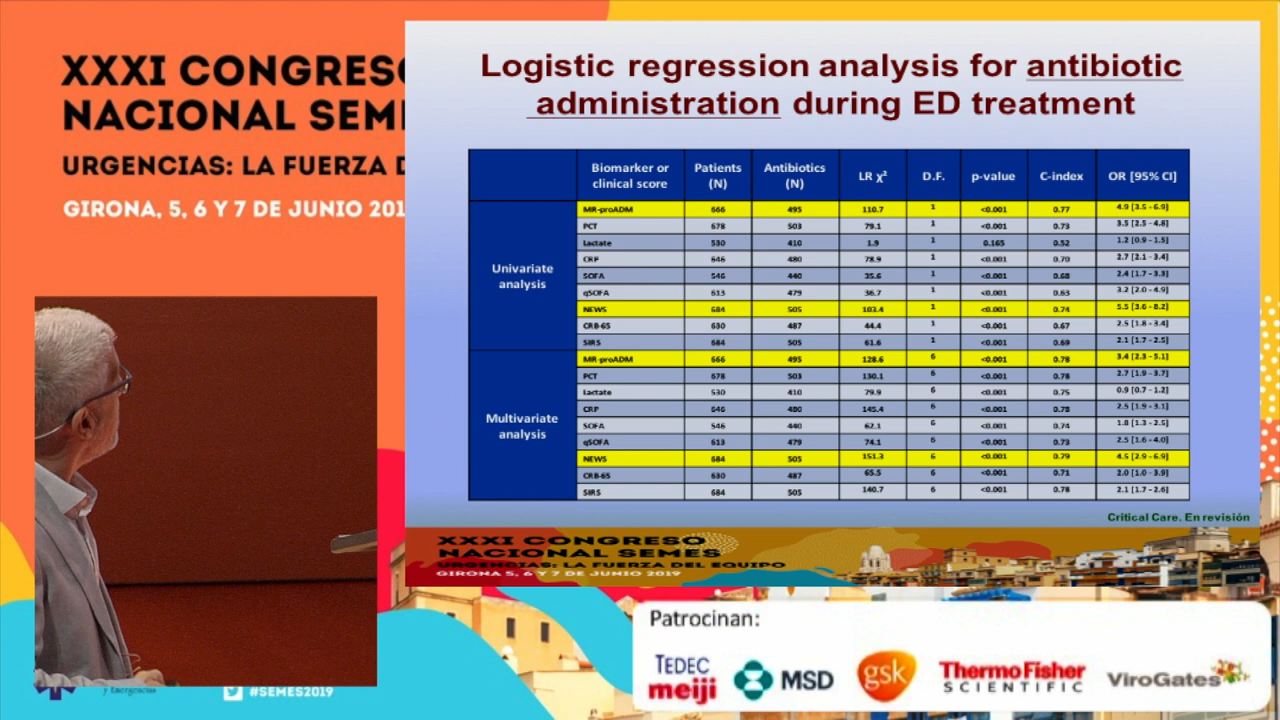 XXXI CONGRESO
NACIONAL SEM
URGENCIAS: LA FUERZA D
GIRONA, 5, 6 Y 7 DE JUNIO 201
Logistic regression analysis for antibiotic
administration during ED treatment
Biomarker or clinical score Patients (N) Antibiotics (N) LR χ² D.F. p-value C-index OR [95% CI]
Univariate analysis
MR-proADM 666 495 110.7 1 <0.001 0.77 4.9 [3.5 - 6.9]
PCT 678 503 79.1 1 <0.001 0.73 3.5 [2.5 - 4.8]
Lactate 530 410 1.9 1 0.165 0.52 1.2 [0.9 - 1.5]
CRP 646 480 78.9 1 <0.001 0.70 2.7 [2.1 - 3.4]
SOFA 546 440 35.6 1 <0.001 0.68 2.4 [1.7 - 3.3]
qSOFA 613 479 36.7 1 <0.001 0.63 3.2 [2.0 - 4.9]
NEWS 684 505 103.4 1 <0.001 0.74 5.5 [3.6 - 8.2]
CRB-65 630 487 44.4 1 <0.001 0.67 2.5 [1.8 - 3.4]
SIRS 684 505 61.6 1 <0.001 0.69 2.1 [1.7 - 2.5]
Multivariate analysis
MR-proADM 666 495 128.6 6 <0.001 0.78 3.4 [2.3 - 5.1]
PCT 678 503 130.1 6 <0.001 0.78 2.7 [1.9 - 3.7]
Lactate 530 410 79.9 6 <0.001 0.75 0.9 [0.7 - 1.2]
CRP 646 480 145.4 6 <0.001 0.78 2.5 [1.9 - 3.1]
SOFA 546 440 62.1 6 <0.001 0.74 1.8 [1.3 - 2.5]
qSOFA 613 479 74.1 6 <0.001 0.73 2.5 [1.6 - 4.0]
NEWS 684 505 151.3 6 <0.001 0.79 4.5 [2.9 - 6.9]
CRB-65 630 487 65.5 6 <0.001 0.71 2.0 [1.0 - 3.9]
SIRS 684 505 140.7 6 <0.001 0.78 2.1 [1.7 - 2.6]
Critical Care. En revisión
XXXI CONGRESO
NACIONAL SEMES
URGENCIAS: LA FUERZA DEL EQUIPO
GIRONA 5, 6 Y 7 DE JUNIO 2019
Patrocinan:
TEDEC
meiji
MSD
gsk
ThermoFisher
SCIENTIFIC
ViroGates
y Emergencias
#SEMES2019